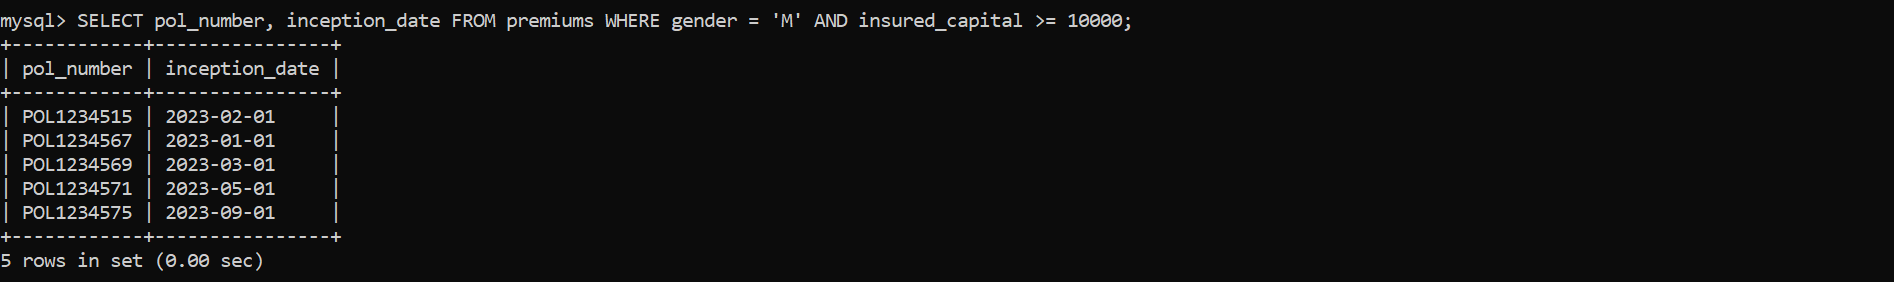 mysql> SELECT pol_number, inception_date FROM premiums WHERE gender = 'M' AND insured_capital >= 10000;
+------------+----------------+
| pol_number | inception_date |
+------------+----------------+
| POL1234515 | 2023-02-01     |
| POL1234567 | 2023-01-01     |
| POL1234569 | 2023-03-01     |
| POL1234571 | 2023-05-01     |
| POL1234575 | 2023-09-01     |
+------------+----------------+
5 rows in set (0.00 sec)